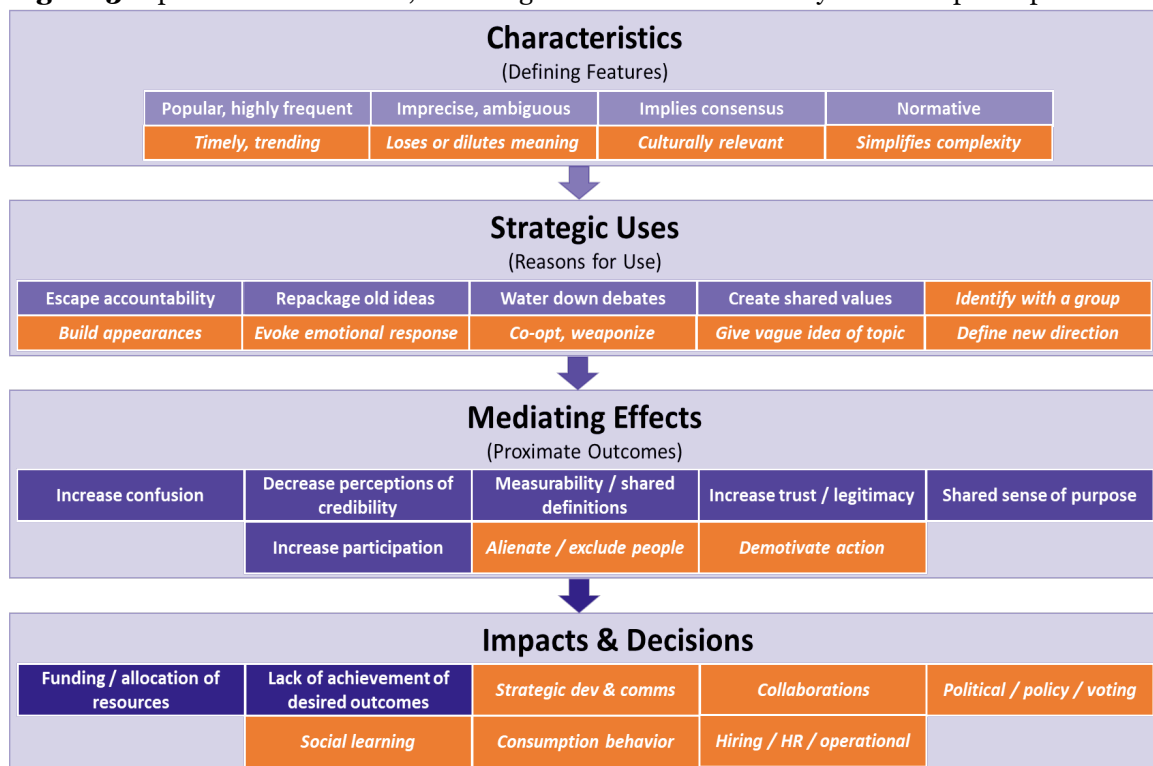 Characteristics
(Defining Features)
Popular, highly frequent Imprecise, ambiguous Implies consensus Normative
Timely, trending Loses or dilutes meaning Culturally relevant Simplifies complexity
Strategic Uses
(Reasons for Use)
Escape accountability Repackage old ideas Water down debates Create shared values Identify with a group
Build appearances Evoke emotional response Co-opt, weaponize Give vague idea of topic Define new direction
Mediating Effects
(Proximate Outcomes)
Increase confusion Decrease perceptions of credibility Measurability / shared definitions Increase trust / legitimacy Shared sense of purpose
Increase participation Alienate / exclude people Demotivate action
Impacts & Decisions
Funding / allocation of resources Lack of achievement of desired outcomes Strategic dev & comms Collaborations Political / policy / voting
Social learning Consumption behavior Hiring / HR / operational